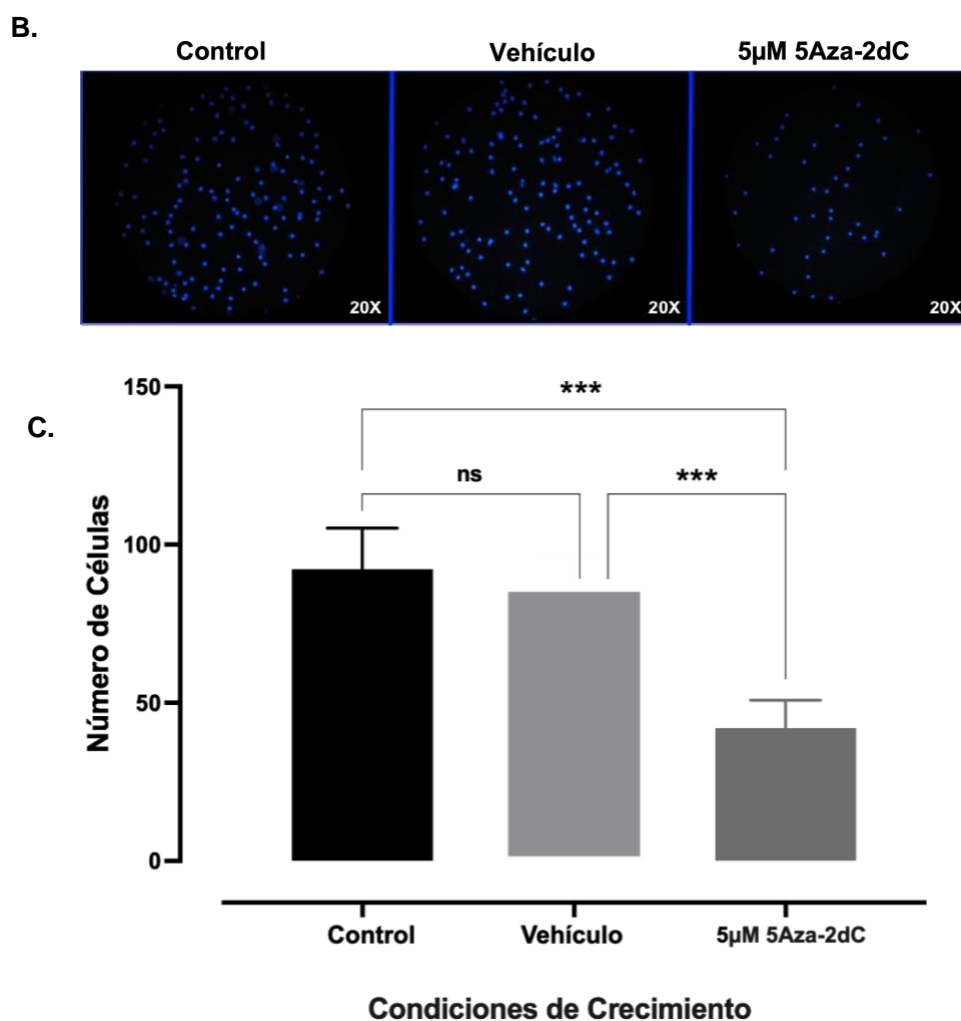 B.
Control Vehículo 5µM 5Aza-2dC
20X 20X 20X
C.
150
***
ns ***
100
50
0
Número de Células
Control Vehículo 5µM 5Aza-2dC
Condiciones de Crecimiento